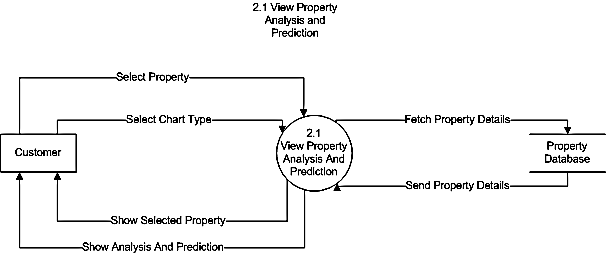 2.1 View Property
Analysis and
Prediction
Select Property
Select Chart Type
Fetch Property Details
Customer
2.1
View Property
Analysis And
Prediction
Property
Database
Send Property Details
Show Selected Property
Show Analysis And Prediction